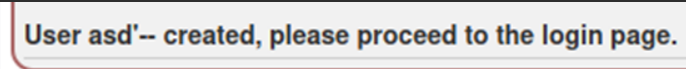 User asd'-- created, please proceed to the login page.